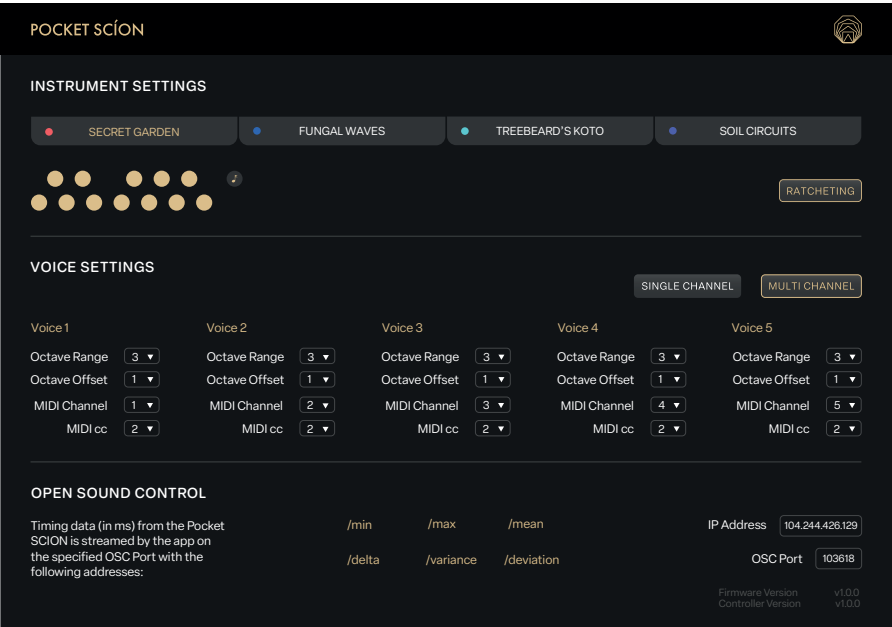 POCKET SCÍON
INSTRUMENT SETTINGS
SECRET GARDEN
FUNGAL WAVES
TREEBEARD'S KOTO
SOIL CIRCUITS
RATCHETING
VOICE SETTINGS
SINGLE CHANNEL
MULTI CHANNEL
Voice 1
Voice 2
Voice 3
Voice 4
Voice 5
Octave Range 3
Octave Range 3
Octave Range 3
Octave Range 3
Octave Range 3
Octave Offset 1
Octave Offset 1
Octave Offset 1
Octave Offset 1
Octave Offset 1
MIDI Channel 1
MIDI Channel 2
MIDI Channel 3
MIDI Channel 4
MIDI Channel 5
MIDI cc 2
MIDI cc 2
MIDI cc 2
MIDI cc 2
MIDI cc 2
OPEN SOUND CONTROL
Timing data (in ms) from the Pocket
SCION is streamed by the app on
the specified OSC Port with the
following addresses:
/min
/max
/mean
/delta
/variance
/deviation
IP Address 104.244.426.129
OSC Port 103618
Firmware Version v1.0.0
Controller Version v1.0.0